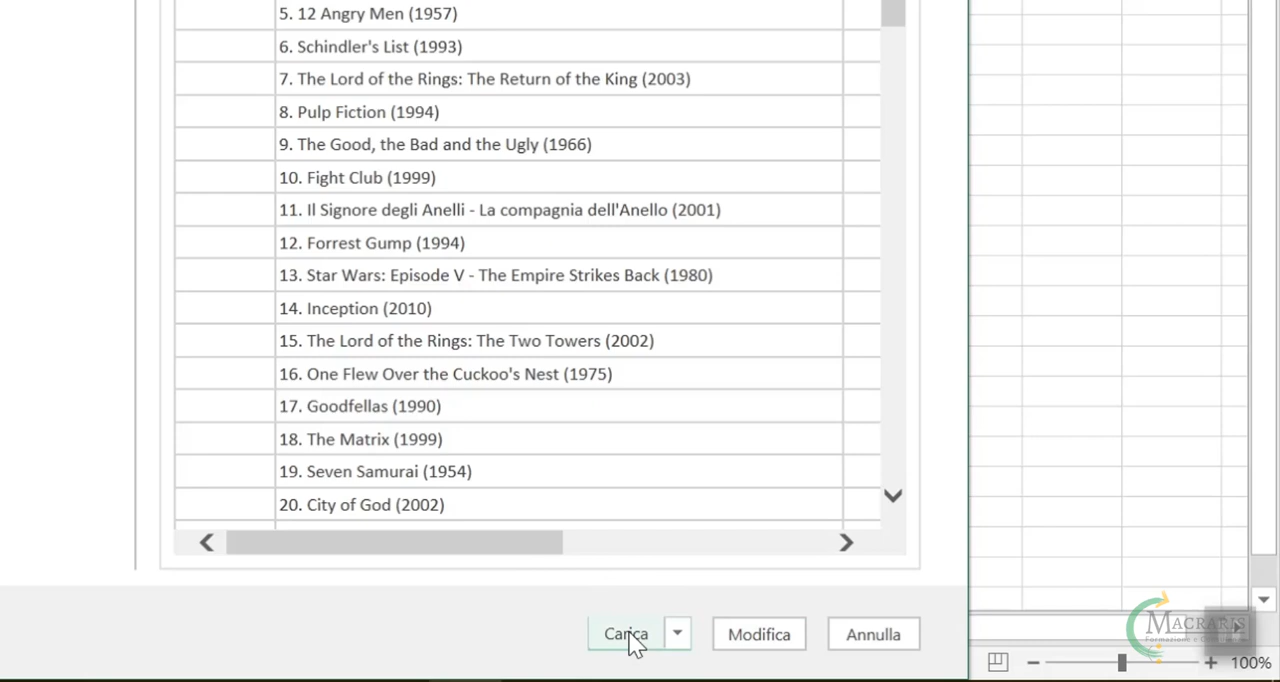 5. 12 Angry Men (1957)
6. Schindler's List (1993)
7. The Lord of the Rings: The Return of the King (2003)
8. Pulp Fiction (1994)
9. The Good, the Bad and the Ugly (1966)
10. Fight Club (1999)
11. Il Signore degli Anelli - La compagnia dell'Anello (2001)
12. Forrest Gump (1994)
13. Star Wars: Episode V - The Empire Strikes Back (1980)
14. Inception (2010)
15. The Lord of the Rings: The Two Towers (2002)
16. One Flew Over the Cuckoo's Nest (1975)
17. Goodfellas (1990)
18. The Matrix (1999)
19. Seven Samurai (1954)
20. City of God (2002)
Carica
Modifica
Annulla
MACRARIS
Formazione e
100%